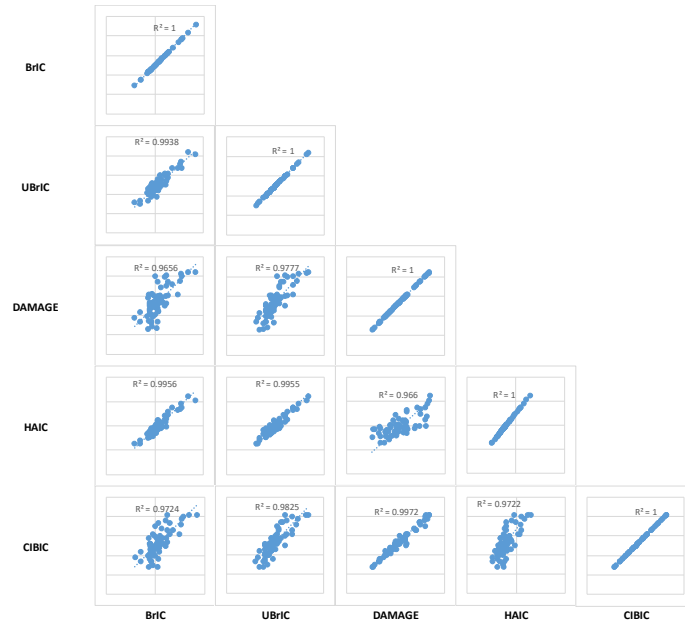 R² = 1
BrIC
R² = 0.9938
R² = 1
UBrIC
R² = 0.9656
R² = 0.9777
R² = 1
DAMAGE
R² = 0.9956
R² = 0.9955
R² = 0.966
R² = 1
HAIC
R² = 0.9724
R² = 0.9825
R² = 0.9972
R² = 0.9722
R² = 1
CIBIC
BrIC UBrIC DAMAGE HAIC CIBIC